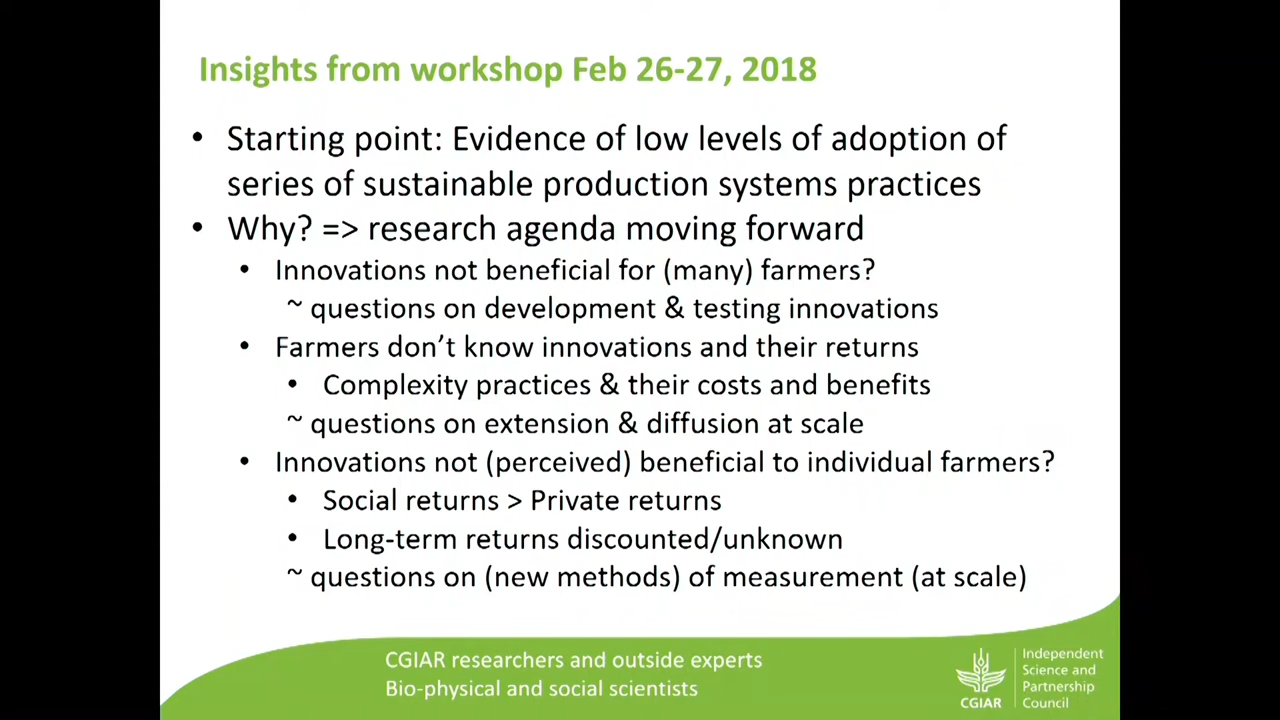 Insights from workshop Feb 26-27, 2018
• Starting point: Evidence of low levels of adoption of
series of sustainable production systems practices
• Why? => research agenda moving forward
• Innovations not beneficial for (many) farmers?
~ questions on development & testing innovations
• Farmers don’t know innovations and their returns
• Complexity practices & their costs and benefits
~ questions on extension & diffusion at scale
• Innovations not (perceived) beneficial to individual farmers?
• Social returns > Private returns
• Long-term returns discounted/unknown
~ questions on (new methods) of measurement (at scale)
CGIAR researchers and outside experts
Bio-physical and social scientists
CGIAR
Independent
Science and
Partnership
Council